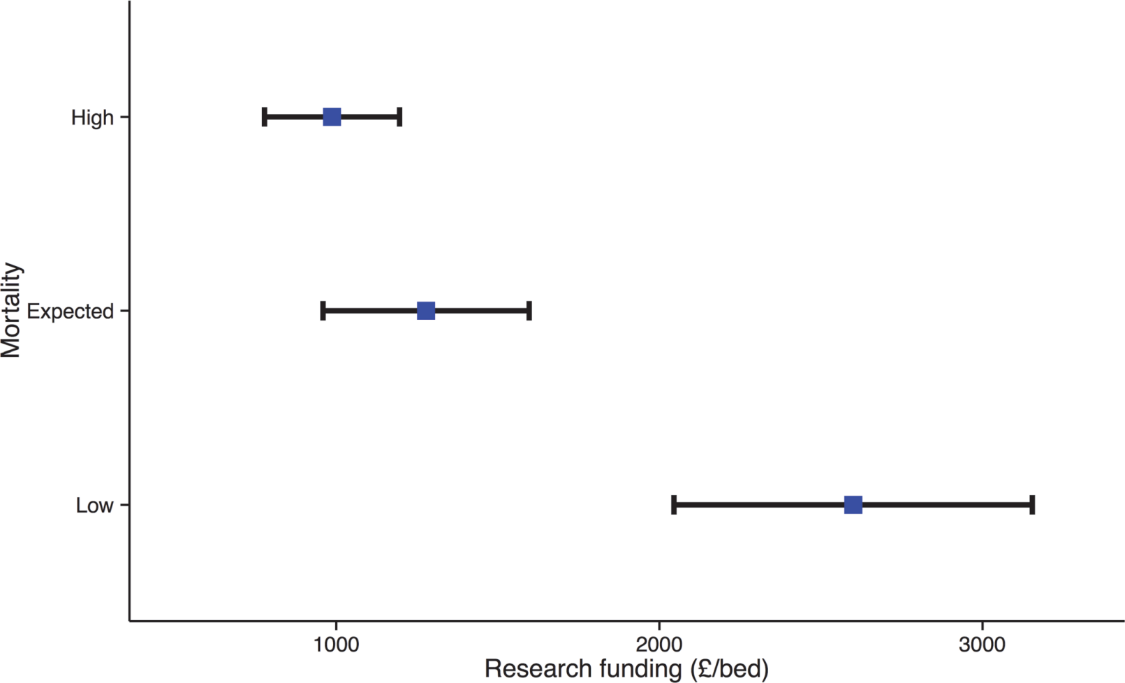 Mortality
High
Expected
Low
1000 2000 3000
Research funding (£/bed)